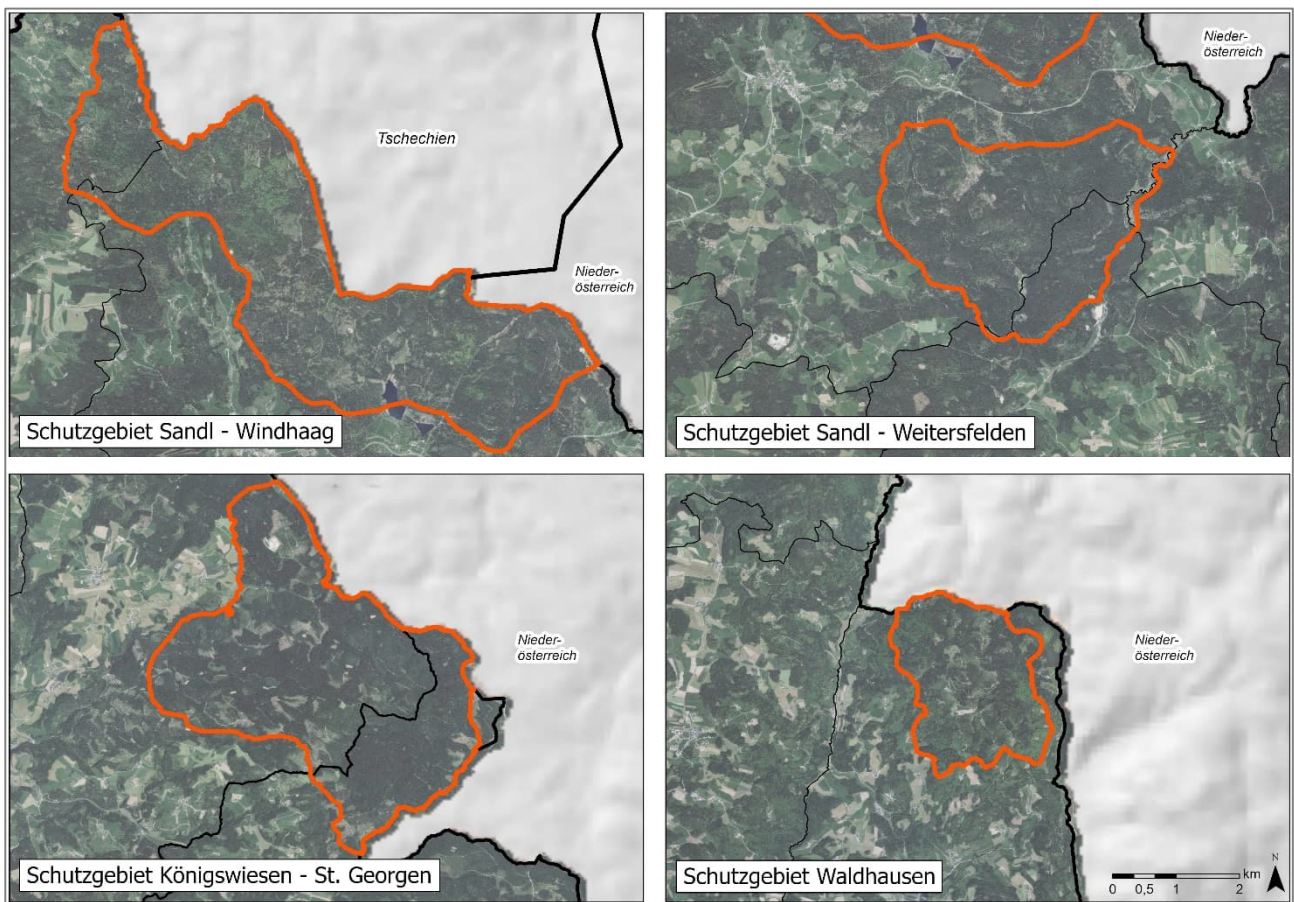 Tschechien
Nieder-
österreich
Schutzgebiet Sandl - Windhaag
Nieder-
österreich
Schutzgebiet Sandl - Weitersfelden
Nieder-
österreich
Schutzgebiet Königswiesen - St. Georgen
Nieder-
österreich
Schutzgebiet Waldhausen
km
0 0,5 1 2
N